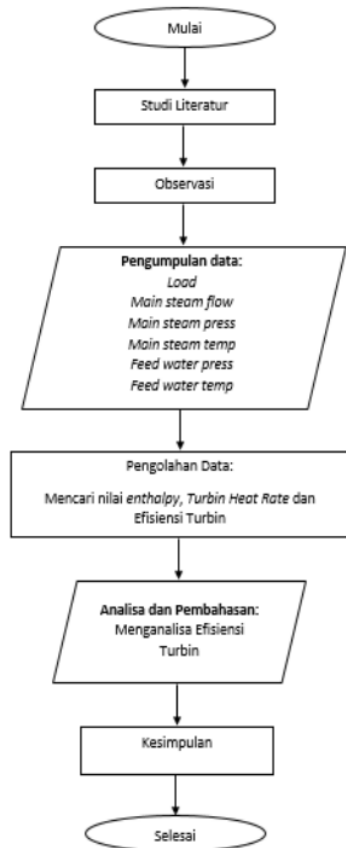 Mulai
Studi Literatur
Observasi
Pengumpulan data:
Load
Main steam flow
Main steam press
Main steam temp
Feed water press
Feed water temp
Pengolahan Data:
Mencari nilai enthalpy, Turbin Heat Rate dan
Efisiensi Turbin
Analisa dan Pembahasan:
Menganalisa Efisiensi
Turbin
Kesimpulan
Selesai